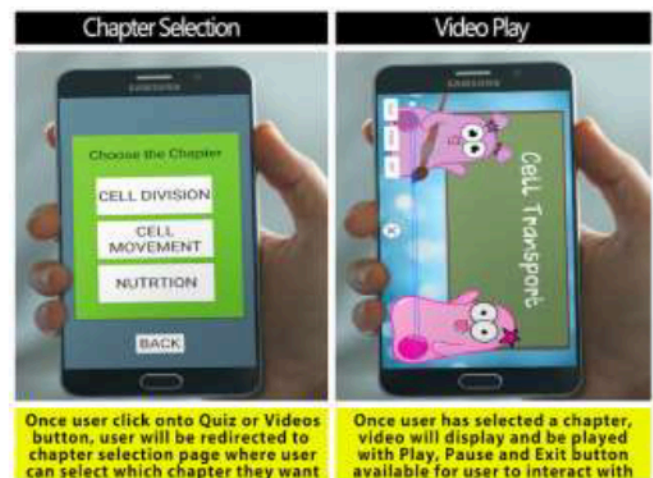 Chapter Selection
Video Play
SAMSUNG
Choose the Chapter
CELL DIVISION
CELL
MOVEMENT
NUTRTION
BACK
SAMSUNG
Cell Transport
Once user click onto Quiz or Videos
button, user will be redirected to
chapter selection page where user
can select which chapter they want
Once user has selected a chapter,
video will display and be played
with Play, Pause and Exit button
available for user to interact with